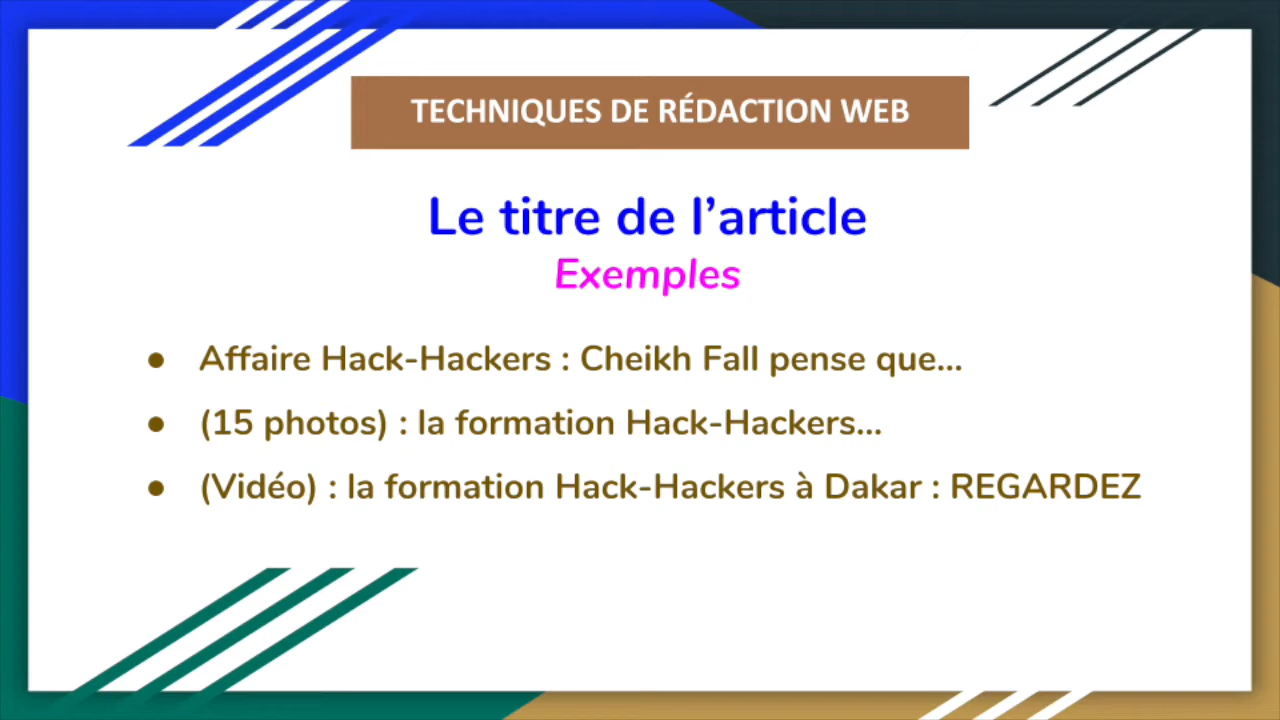 TECHNIQUES DE RÉDACTION WEB
Le titre de l’article
Exemples
● Affaire Hack-Hackers : Cheikh Fall pense que...
● (15 photos) : la formation Hack-Hackers...
● (Vidéo) : la formation Hack-Hackers à Dakar : REGARDEZ